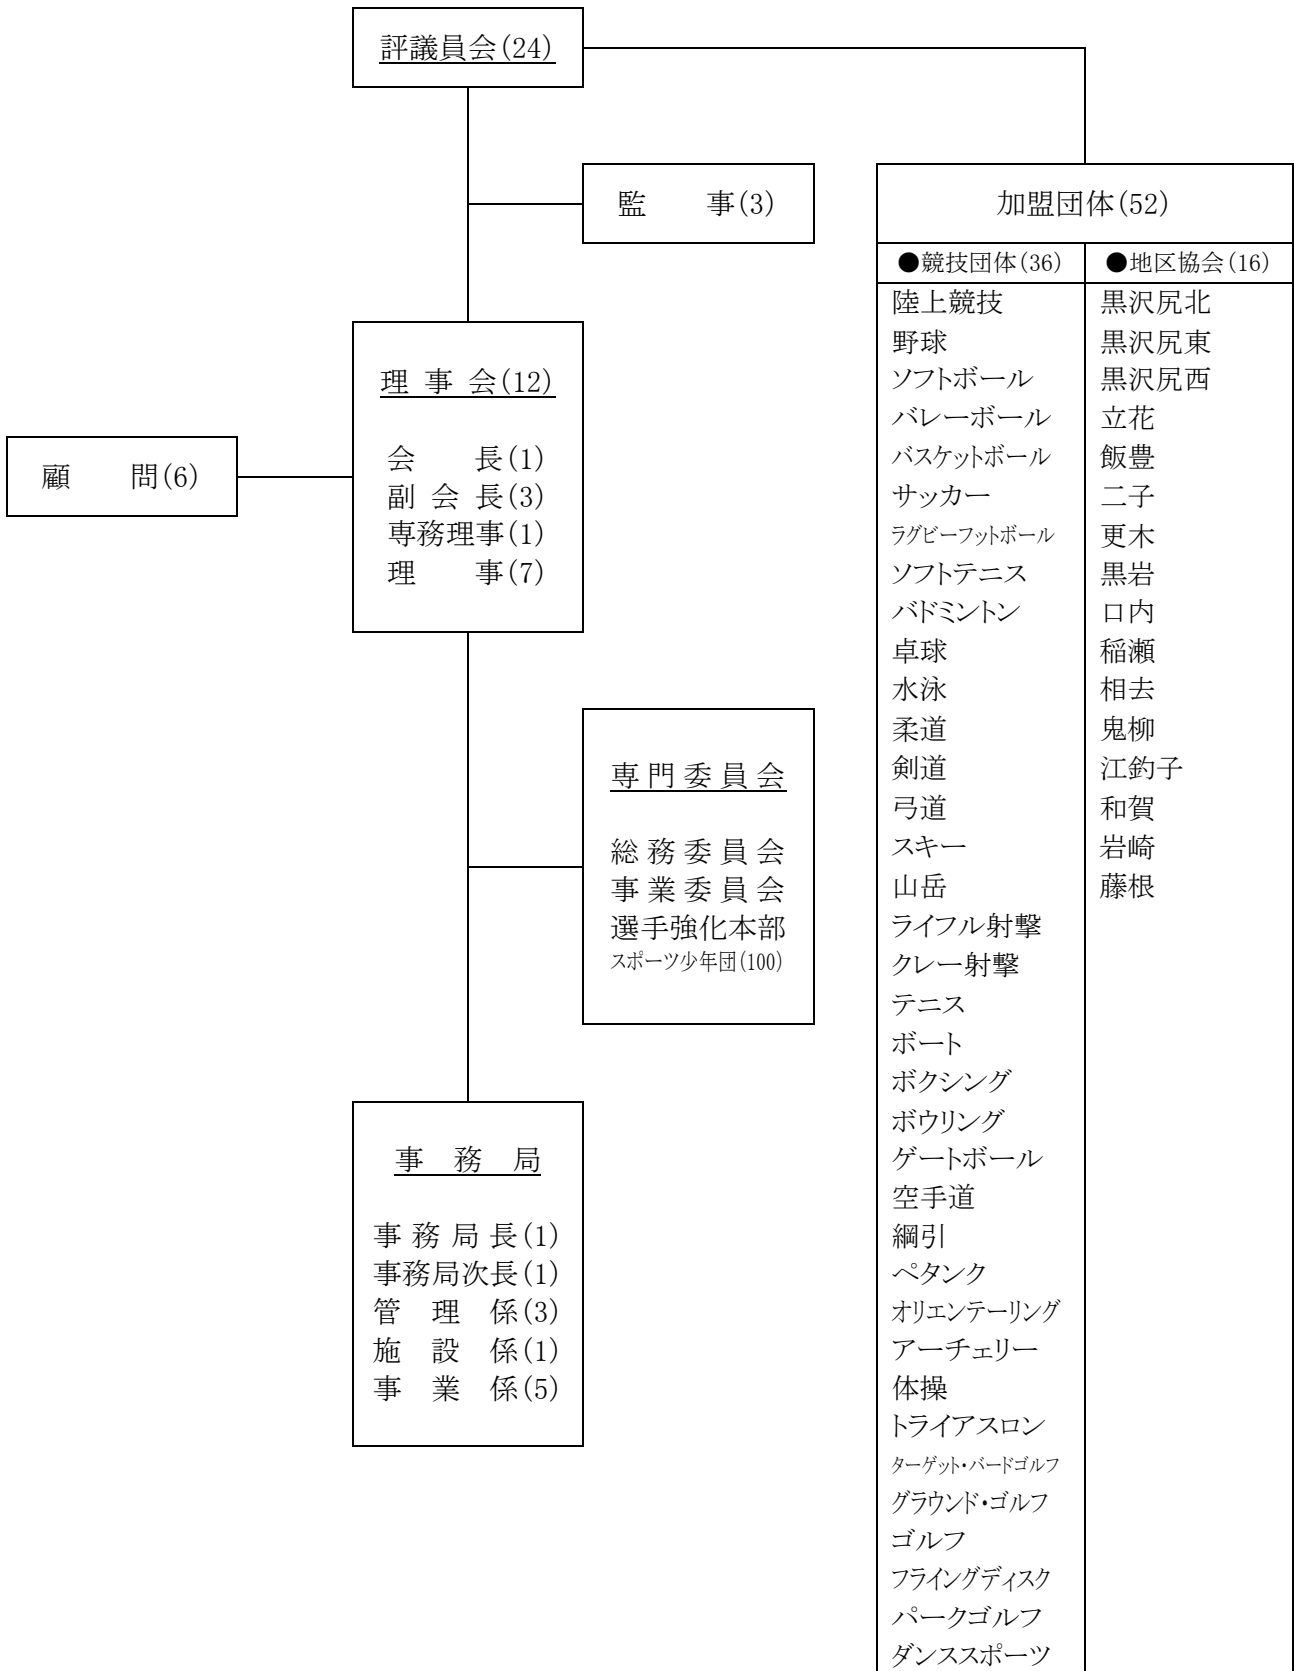 評議員会(24)
監　　事(3)
理 事 会(12)
会　　長(1)
副 会 長(3)
専務理事(1)
理　　事(7)
顧　　問(6)
専 門 委 員 会
総 務 委 員 会
事 業 委 員 会
選手強化本部
スポーツ少年団(100)
事　務　局
事 務 局 長(1)
事務局次長(1)
管　理　係(3)
施　設　係(1)
事　業　係(5)
加盟団体(52)
●競技団体(36)
陸上競技
野球
ソフトボール
バレーボール
バスケットボール
サッカー
ラグビーフットボール
ソフトテニス
バドミントン
卓球
水泳
柔道
剣道
弓道
スキー
山岳
ライフル射撃
クレー射撃
テニス
ボート
ボクシング
ボウリング
ゲートボール
空手道
綱引
ペタンク
オリエンテーリング
アーチェリー
体操
トライアスロン
ターゲット・バードゴルフ
グラウンド・ゴルフ
ゴルフ
フライングディスク
パークゴルフ
ダンススポーツ
●地区協会(16)
黒沢尻北
黒沢尻東
黒沢尻西
立花
飯豊
二子
更木
黒岩
口内
稲瀬
相去
鬼柳
江釣子
和賀
岩崎
藤根